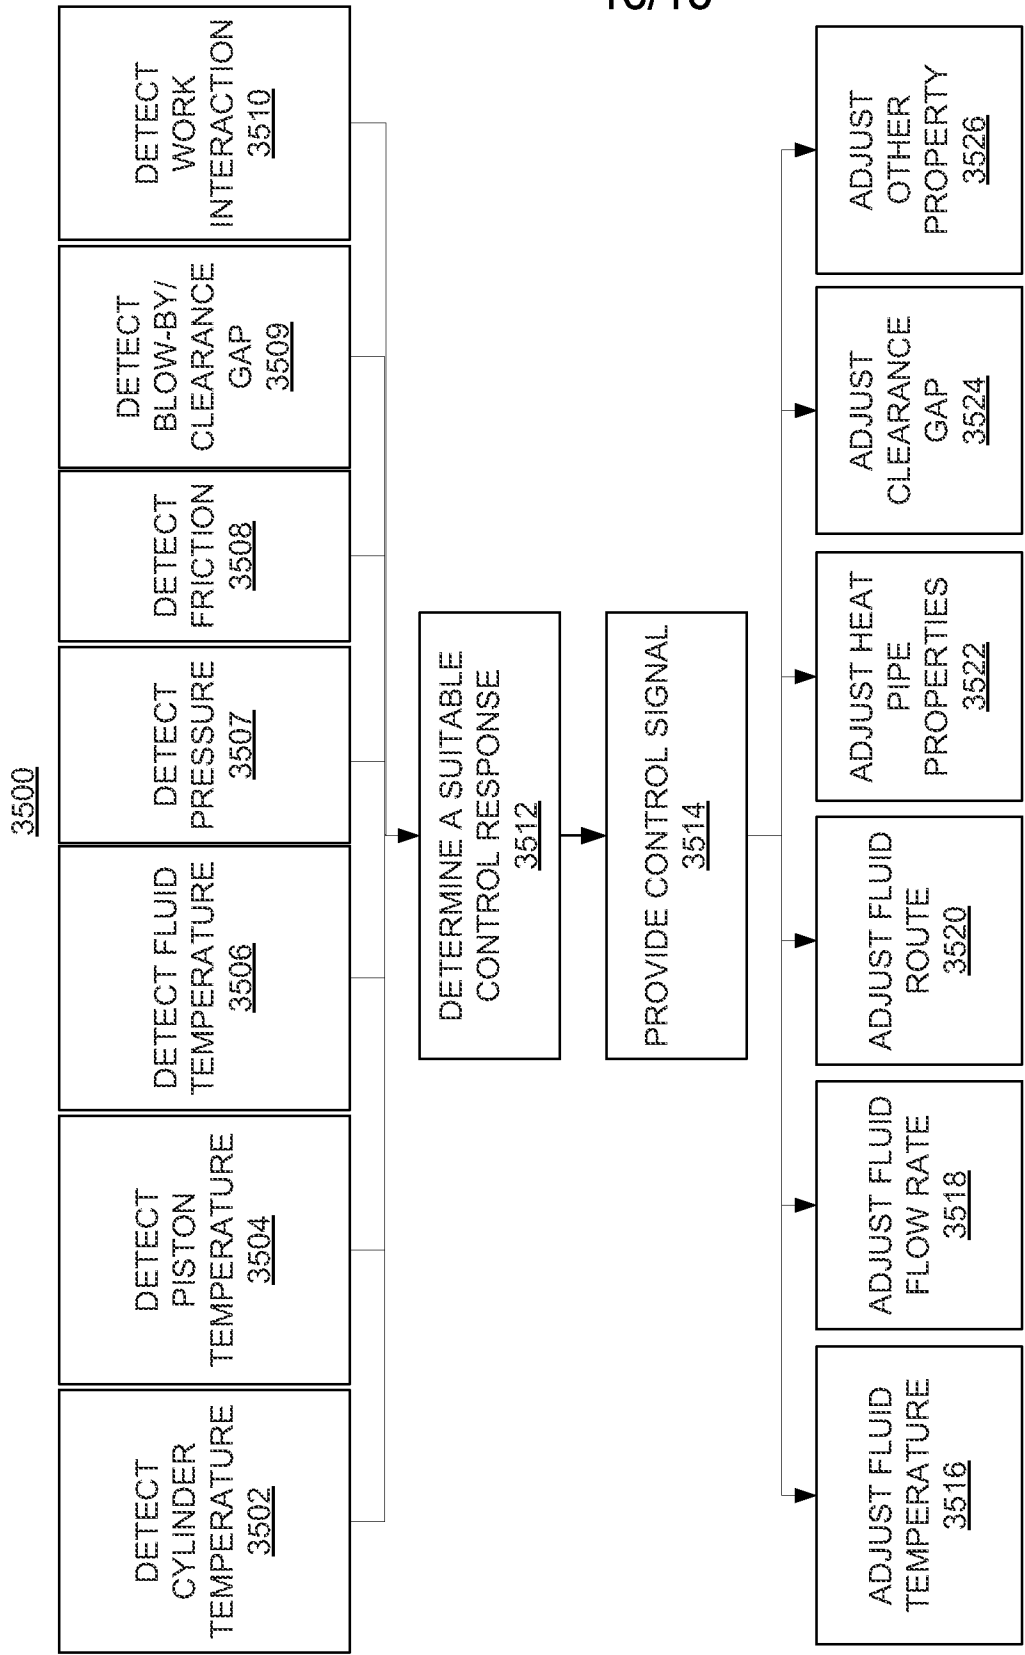 3500
DETECT
CYLINDER
TEMPERATURE
3502
DETECT
PISTON
TEMPERATURE
3504
DETECT FLUID
TEMPERATURE
3506
DETECT
PRESSURE
3507
DETECT
FRICTION
3508
DETECT
BLOW-BY/
CLEARANCE
GAP
3509
DETECT
WORK
INTERACTION
3510
DETERMINE A SUITABLE
CONTROL RESPONSE
3512
PROVIDE CONTROL SIGNAL
3514
ADJUST FLUID
TEMPERATURE
3516
ADJUST FLUID
FLOW RATE
3518
ADJUST FLUID
ROUTE
3520
ADJUST HEAT
PIPE
PROPERTIES
3522
ADJUST
CLEARANCE
GAP
3524
ADJUST
OTHER
PROPERTY
3526